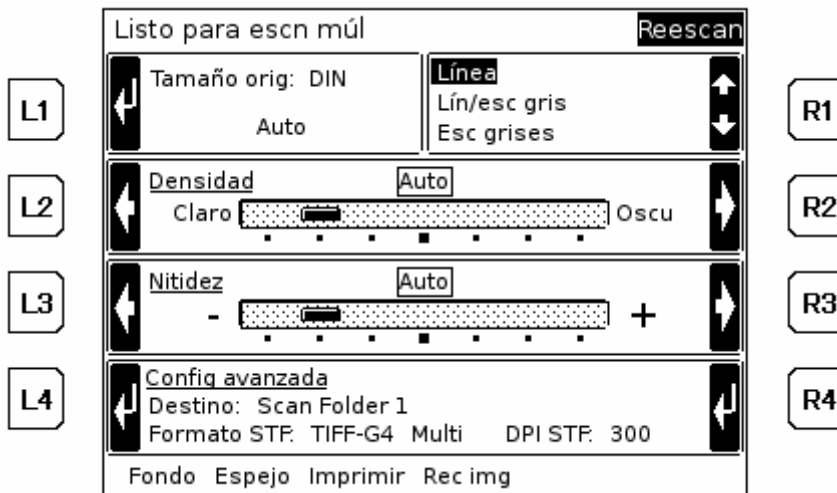 Listo para escn múl Reescan
L1 Tamaño orig: DIN Línea R1
Lín/esc gris
Auto Esc grises
Densidad Auto
L2 Claro Oscu R2
Nitidez Auto
L3 - + R3
Config avanzada
L4 Destino: Scan Folder 1 R4
Formato STF: TIFF-G4 Multi DPI STF: 300
Fondo Espejo Imprimir Rec img